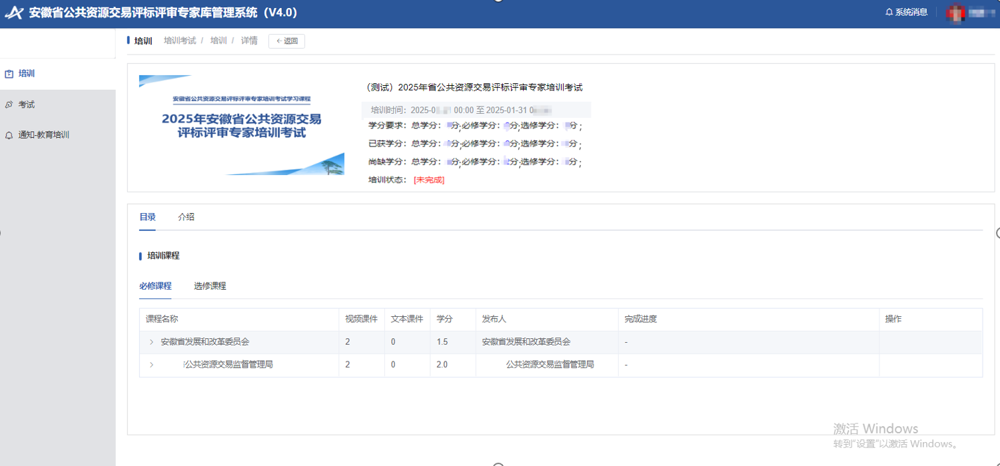 安徽省公共资源交易评标评审专家库管理系统（V4.0）
系统消息
培训 培训考试 / 培训 / 详情 ←返回
培训
考试
通知-教育培训
安徽省公共资源交易评标评审专家培训考试学习课程
2025年安徽省公共资源交易
评标评审专家培训考试
（测试）2025年省公共资源交易评标评审专家培训考试
培训时间：2025-0 00:00 至 2025-01-31 0
学分要求：总学分： 分;必修学分： 分;选修学分： 分;
已获学分：总学分： 分;必修学分： 分;选修学分： 分;
尚缺学分：总学分： 分;必修学分： 分;选修学分： 分;
培训状态：[未完成]
目录 介绍
培训课程
必修课程 选修课程
课程名称 视频课件 文本课件 学分 发布人 完成进度 操作
安徽省发展和改革委员会 2 0 1.5 安徽省发展和改革委员会 -
公共资源交易监督管理局 2 0 2.0 公共资源交易监督管理局 -
激活 Windows
转到“设置”以激活 Windows。